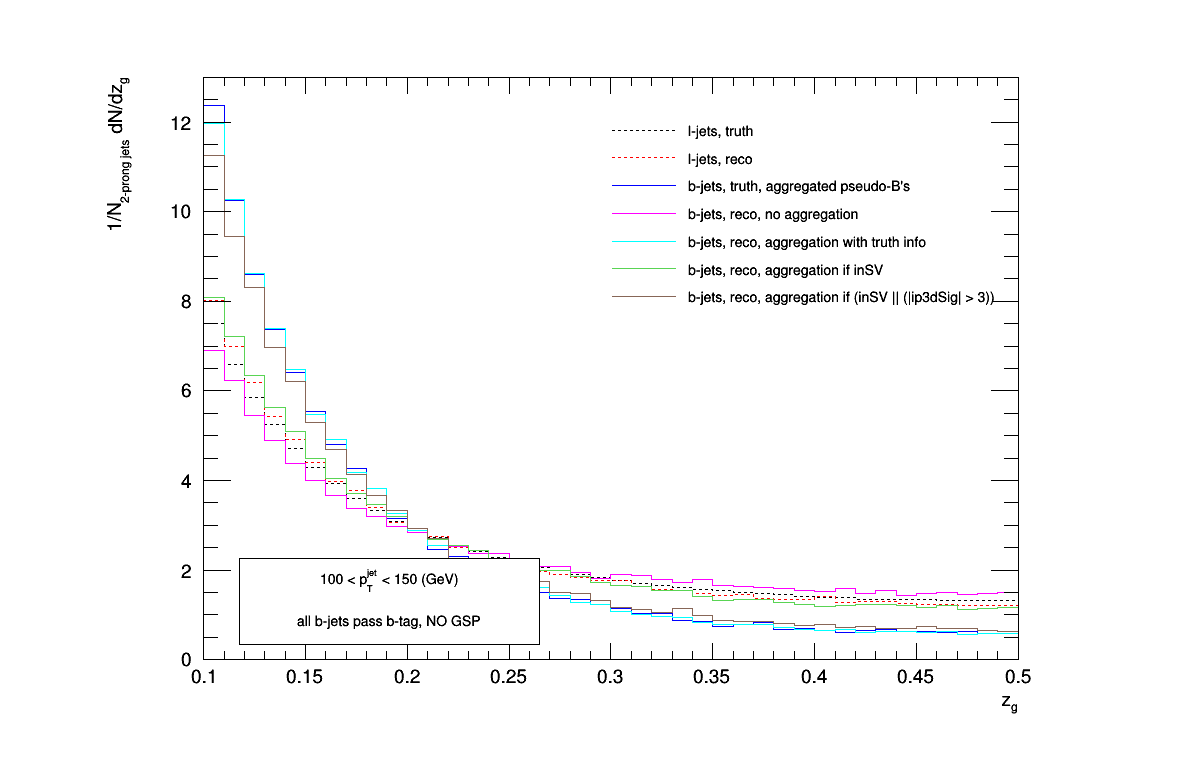 1/N2-prong jets dN/dzg
12
10
8
6
4
2
0
l-jets, truth
l-jets, reco
b-jets, truth, aggregated pseudo-B's
b-jets, reco, no aggregation
b-jets, reco, aggregation with truth info
b-jets, reco, aggregation if inSV
b-jets, reco, aggregation if (inSV || (|ip3dSig| > 3))
100 < pTjet < 150 (GeV)
all b-jets pass b-tag, NO GSP
0.1 0.15 0.2 0.25 0.3 0.35 0.4 0.45 0.5
zg